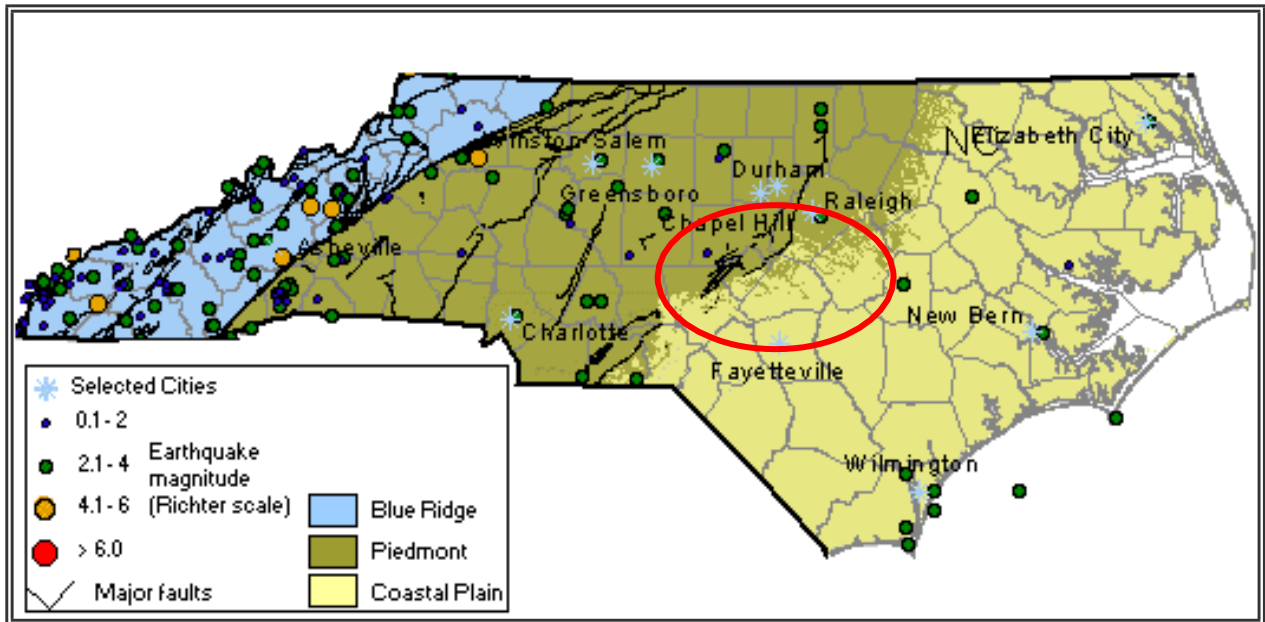 NC
Elizabeth City
Winston-Salem
Durham
Greensboro
Raleigh
Chapel Hill
Asheville
New Bern
Charlotte
Fayetteville
Wilmington
Selected Cities
0.1 - 2
2.1 - 4 Earthquake
magnitude
4.1 - 6 (Richter scale)
> 6.0
Major faults
Blue Ridge
Piedmont
Coastal Plain